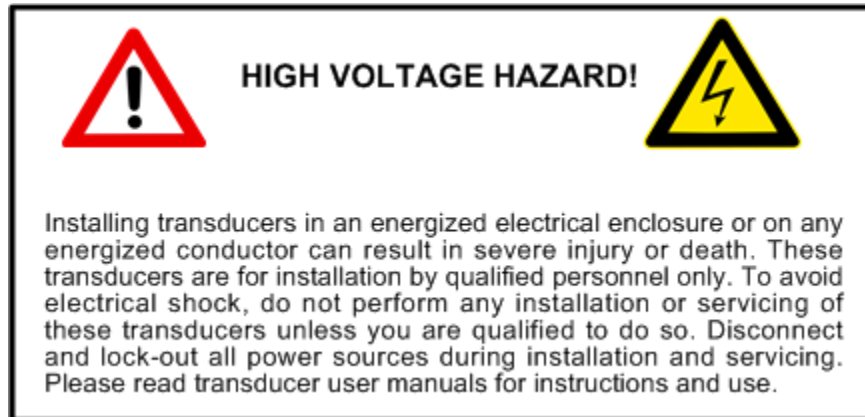 HIGH VOLTAGE HAZARD!
Installing transducers in an energized electrical enclosure or on any
energized conductor can result in severe injury or death. These
transducers are for installation by qualified personnel only. To avoid
electrical shock, do not perform any installation or servicing of
these transducers unless you are qualified to do so. Disconnect
and lock-out all power sources during installation and servicing.
Please read transducer user manuals for instructions and use.